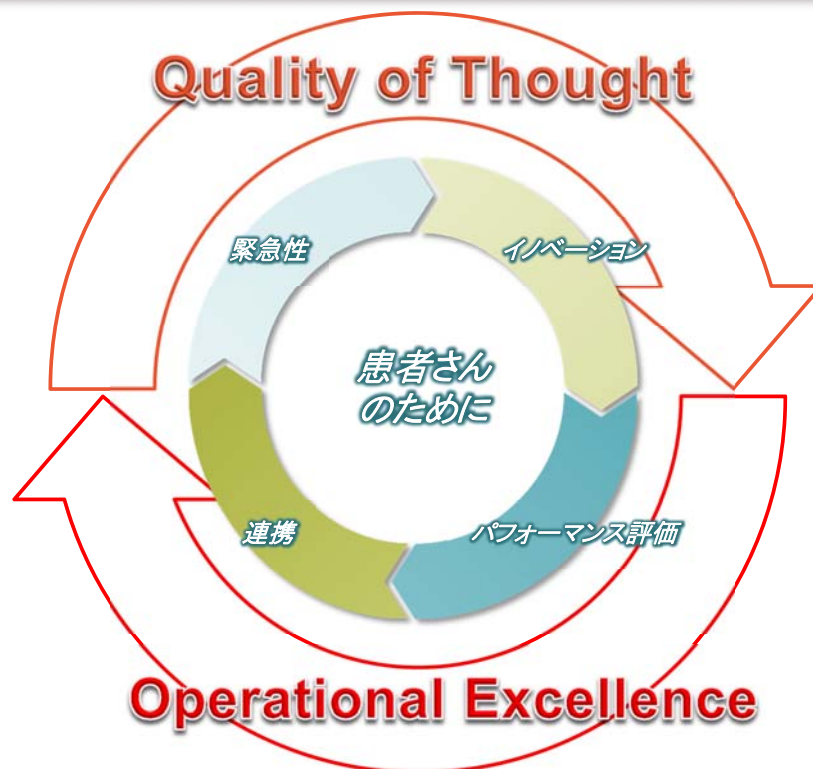 Quality of Thought
緊急性
イノベーション
患者さん
のために
連携
パフォーマンス評価
Operational Excellence